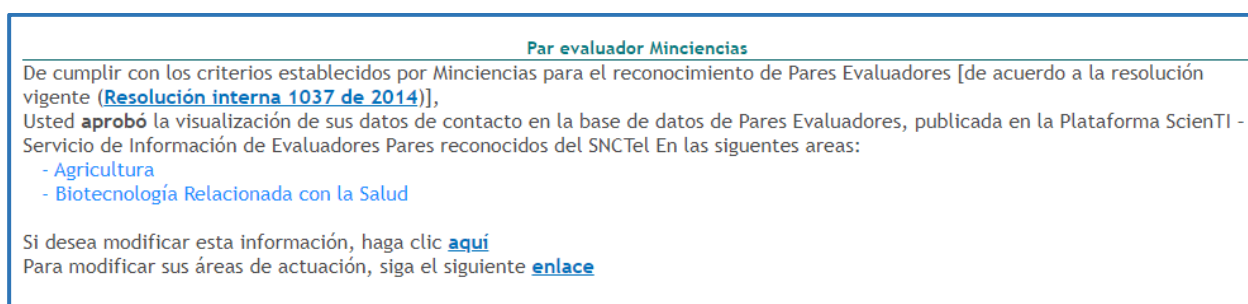 Par evaluador Minciencias
De cumplir con los criterios establecidos por Minciencias para el reconocimiento de Pares Evaluadores [de acuerdo a la resolución
vigente (Resolución interna 1037 de 2014)],
Usted aprobó la visualización de sus datos de contacto en la base de datos de Pares Evaluadores, publicada en la Plataforma ScienTI -
Servicio de Información de Evaluadores Pares reconocidos del SNCTel En las siguentes areas:
- Agricultura
- Biotecnología Relacionada con la Salud
Si desea modificar esta información, haga clic aquí
Para modificar sus áreas de actuación, siga el siguiente enlace